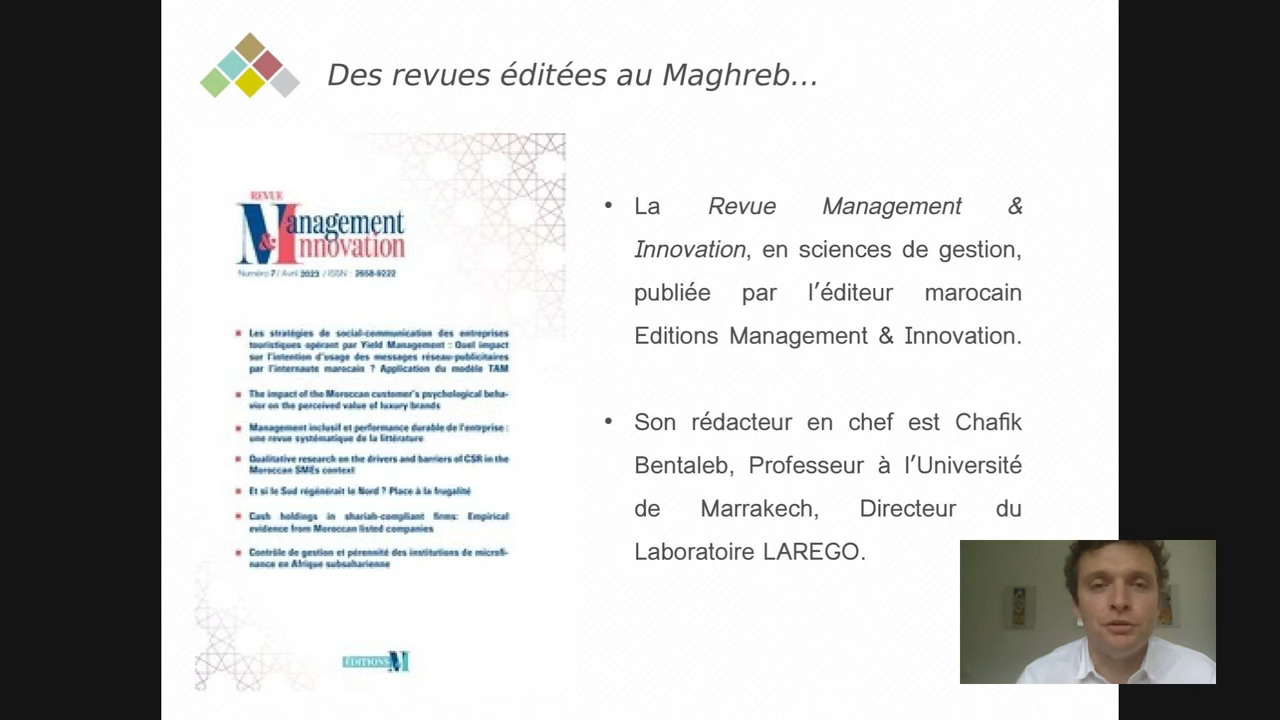 Des revues éditées au Maghreb...
REVUE
Management
& Innovation
Numéro 7 / Avril 2023 / ISSN : 2658-9222
Les stratégies de social-communication des entreprises
touristiques opérant par Yield Management : Quel impact
sur l'intention d'usage des messages réseau-publicitaires
par l'internaute marocain ? Application du modèle TAM
The impact of the Moroccan customer's psychological beha-
vior on the perceived value of luxury brands
Management inclusif et performance durable de l'entrprise :
une revue systématique de la littérature
Qualitative research on the drivers and barriers of CSR in the
Moroccan SMEs context
Et si le Sud régénérait le Nord ? Place à la frugalité
Cash holdings in shariah-compliant firms: Empirical
evidence from Moroccan listed companies
Contrôle de gestion et pérennité des institutions de microfi-
nance en Afrique subsaharienne
EDITIONS M
• La Revue Management &
Innovation, en sciences de gestion,
publiée par l'éditeur marocain
Editions Management & Innovation.
• Son rédacteur en chef est Chafik
Bentaleb, Professeur à l'Université
de Marrakech, Directeur du
Laboratoire LAREGO.